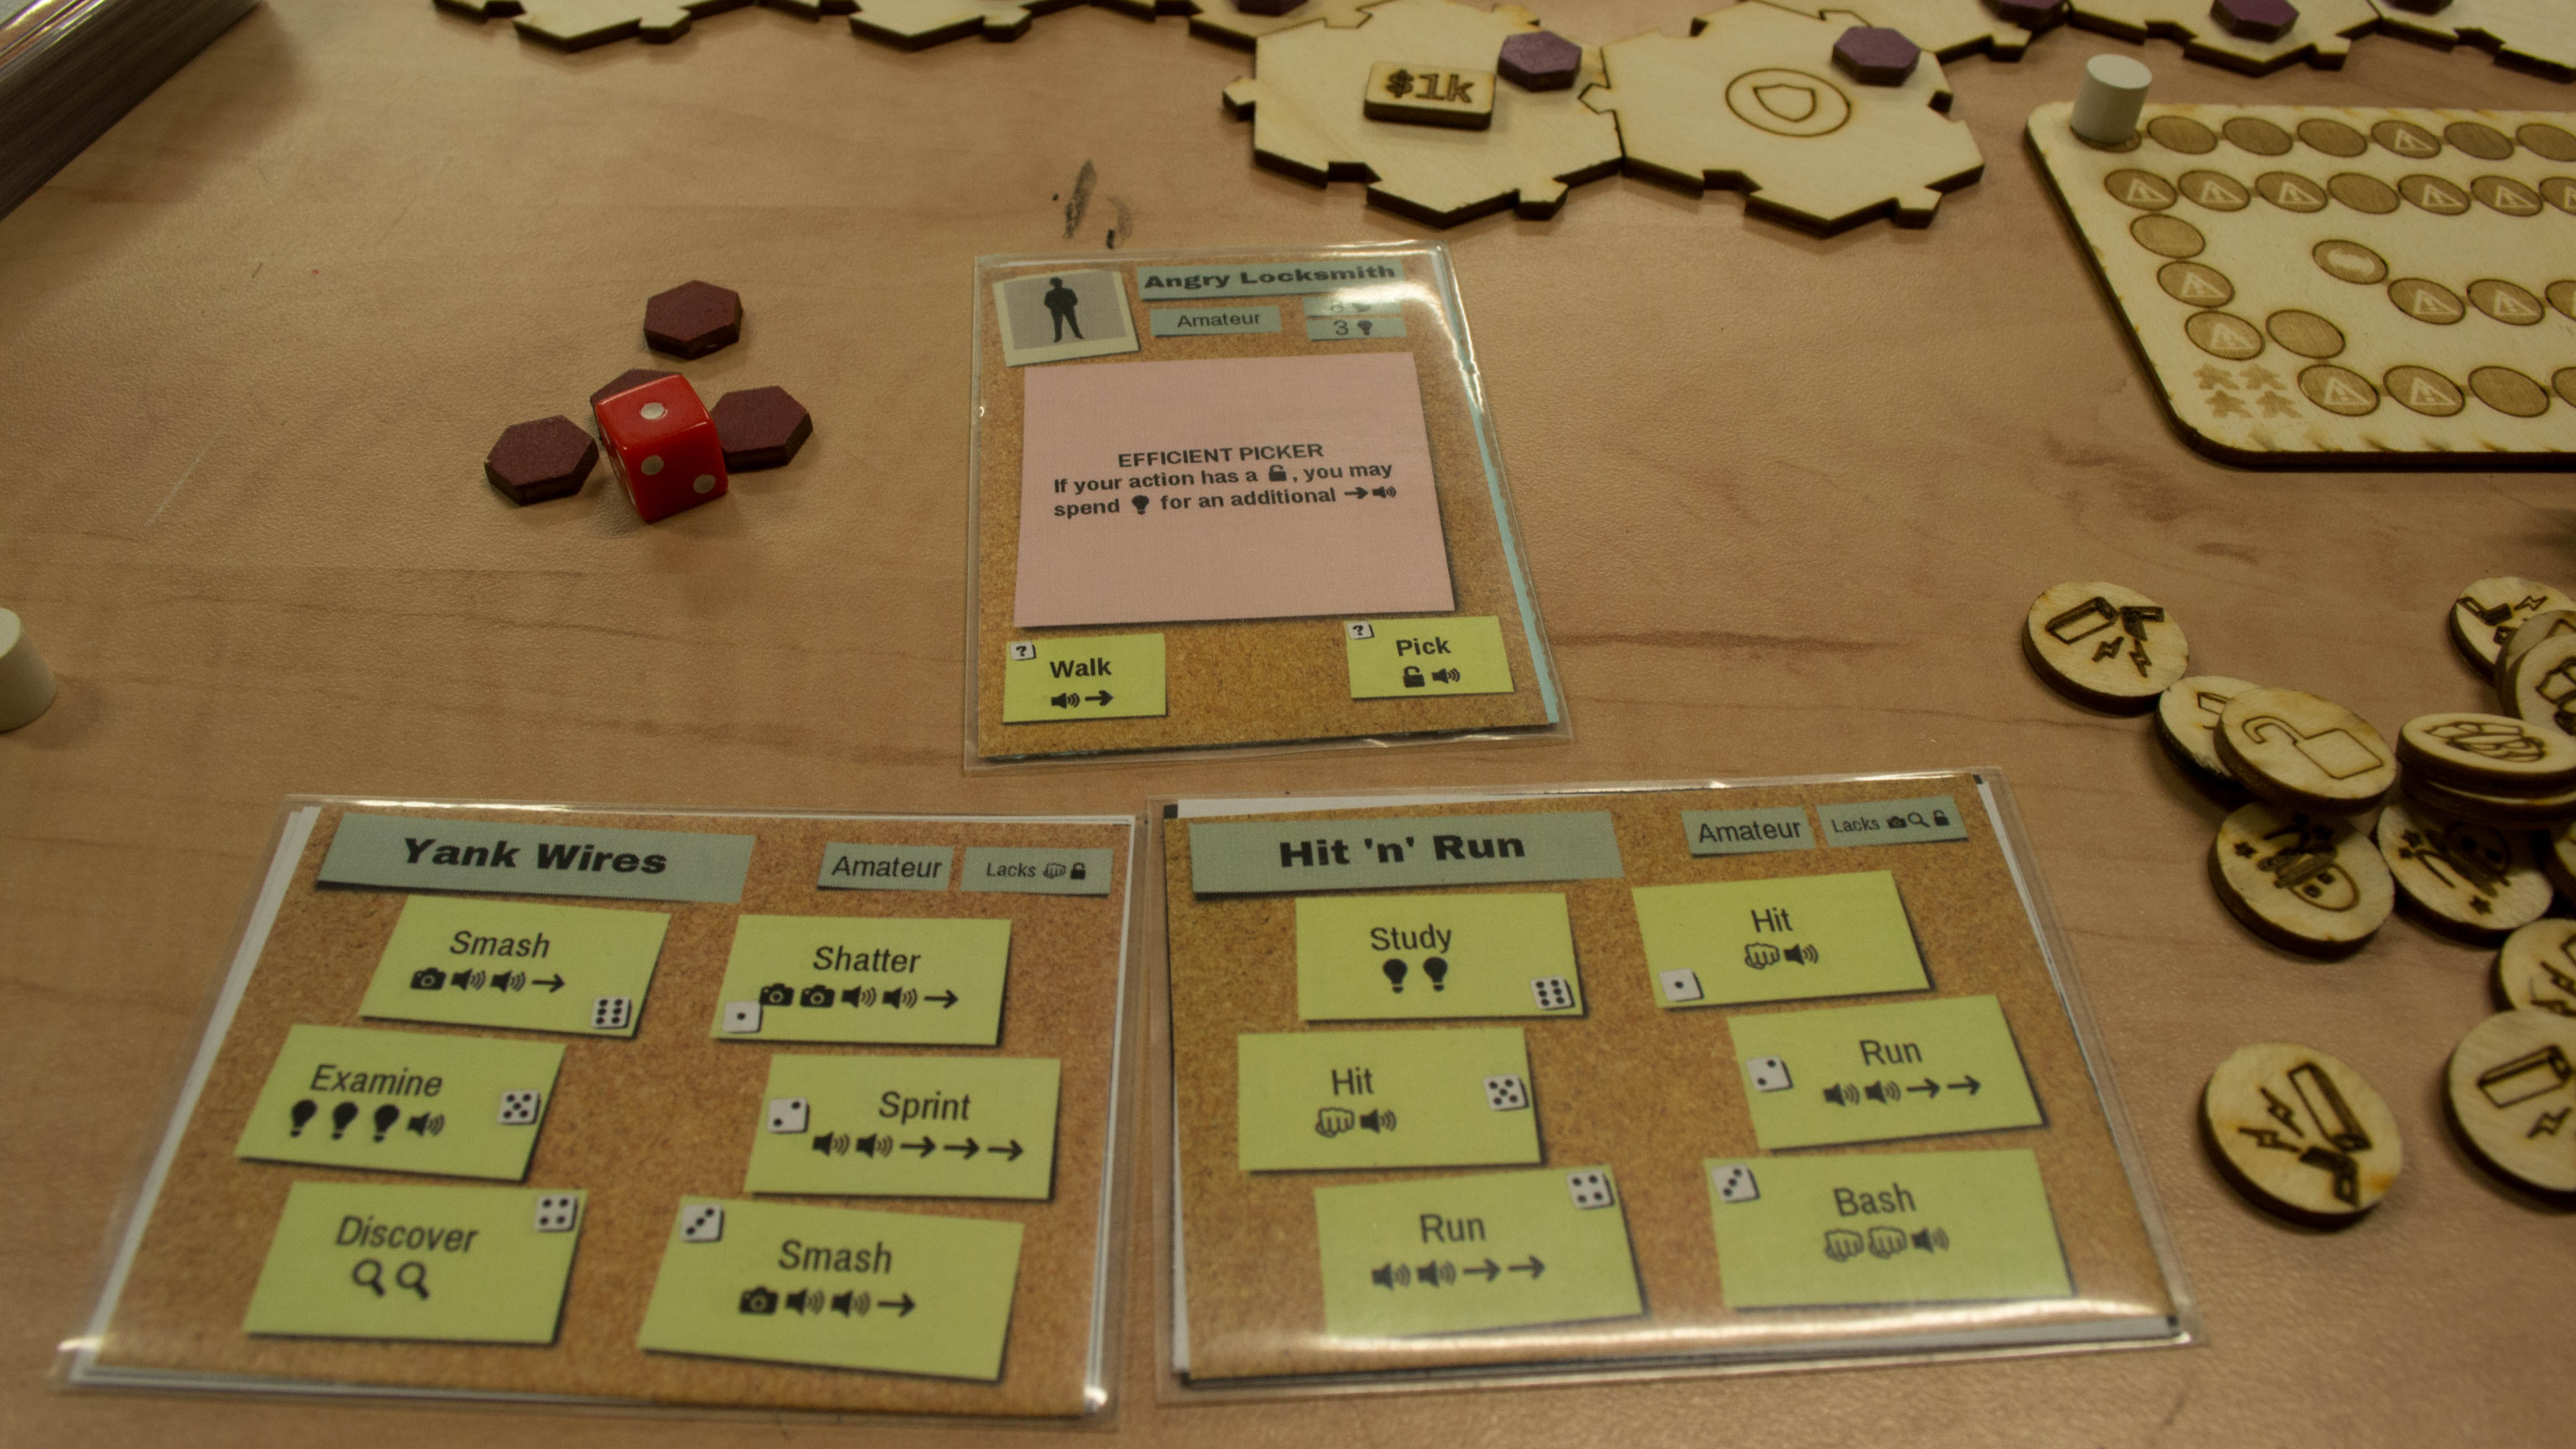 $1k
Angry Locksmith
Amateur
3
EFFICIENT PICKER
If your action has a , you may
spend for an additional
?
Walk
?
Pick
Yank Wires
Amateur
Lacks
Smash
Shatter
Examine
Sprint
Discover
Smash
Hit 'n' Run
Amateur
Lacks
Study
Hit
Hit
Run
Run
Bash